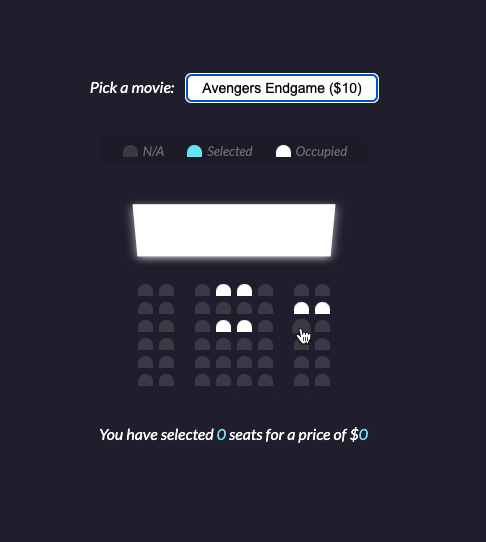 Pick a movie: Avengers Endgame ($10)
N/A Selected Occupied
You have selected 0 seats for a price of $0